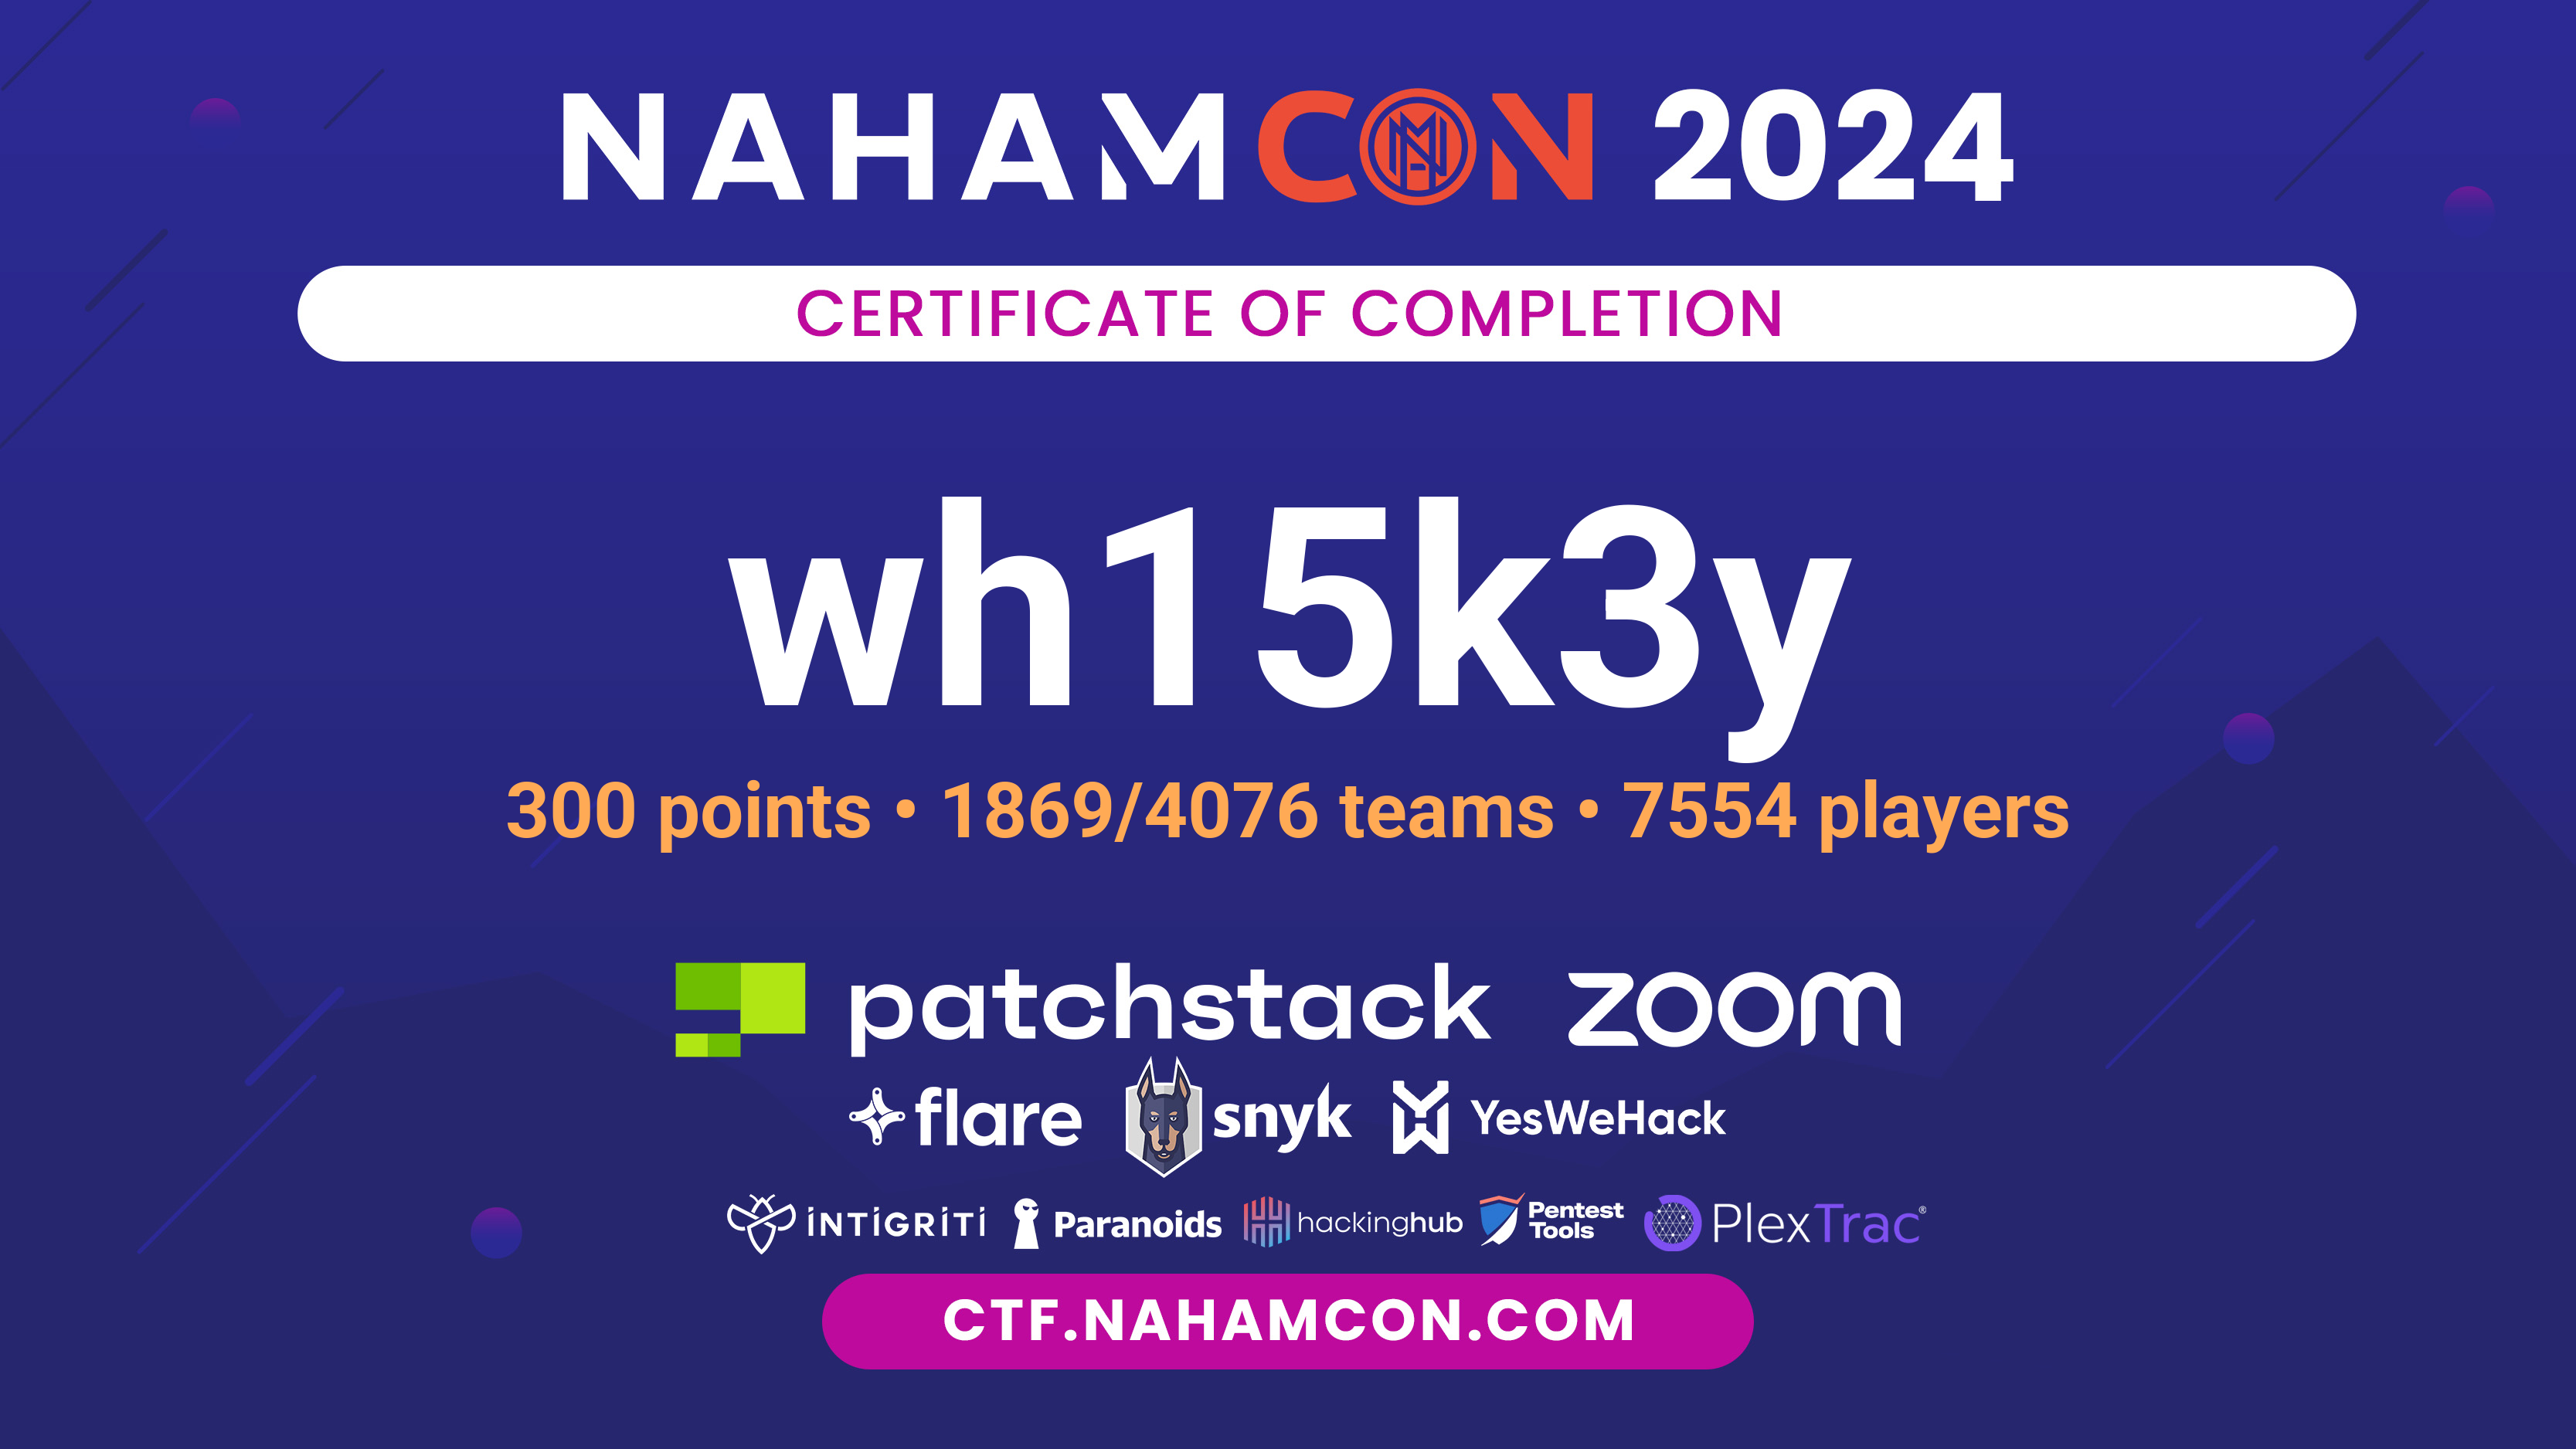 NAHAMCON 2024
CERTIFICATE OF COMPLETION
wh15k3y
300 points • 1869/4076 teams • 7554 players
patchstack zoom
flare snyk YesWeHack
INTIGRITI Paranoids hackinghub Pentest Tools PlexTrac®
CTF.NAHAMCON.COM